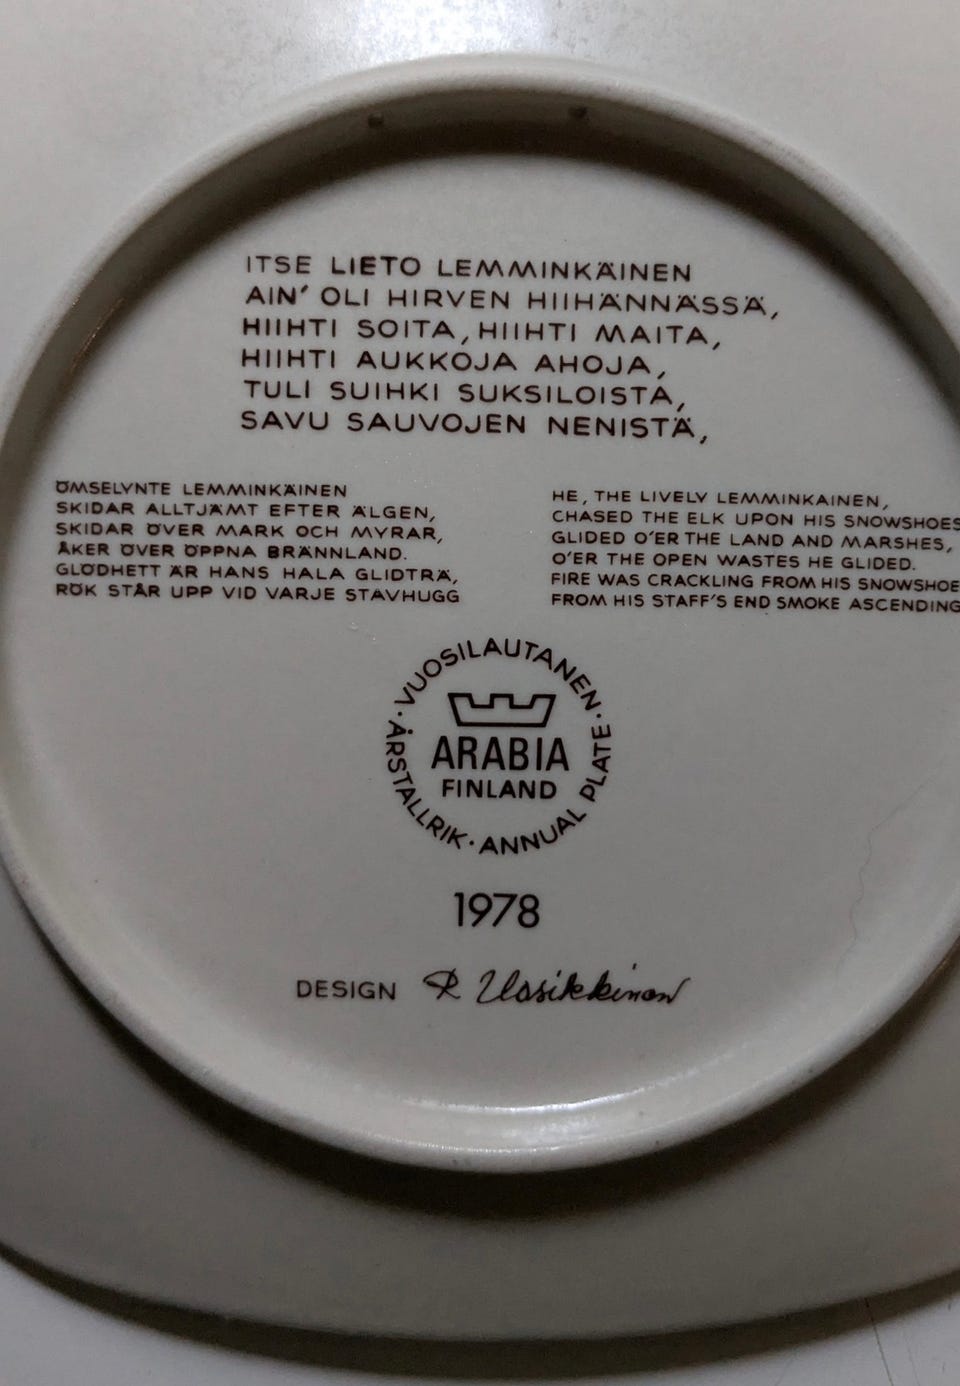 ITSE LIETO LEMMINKÄINEN
AIN' OLI HIRVEN HIIHÄNNÄSSÄ,
HIIHTI SOITA, HIIHTI MAITA,
HIIHTI AUKKOJA AHOJA,
TULI SUIHKI SUKSILOISTA,
SAVU SAUVOJEN NENISTÄ,
ÖMSELYNTE LEMMINKÄINEN
SKIDAR ALLTJÄMT EFTER ÄLGEN,
SKIDAR ÖVER MARK OCH MYRAR,
ÅKER ÖVER ÖPPNA BRÄNNLAND.
GLÖDHETT ÄR HANS HALA GLIDTRÄ,
RÖK STÅR UPP VID VARJE STAVHUGG
HE, THE LIVELY LEMMINKAINEN,
CHASED THE ELK UPON HIS SNOWSHOES
GLIDED O'ER THE LAND AND MARSHES,
O'ER THE OPEN WASTES HE GLIDED.
FIRE WAS CRACKLING FROM HIS SNOWSHOE
FROM HIS STAFF'S END SMOKE ASCENDING
· VUOSILAUTANEN · ANNUAL PLATE · ÅRSTALLRIK
ARABIA
FINLAND
1978
DESIGN R Uosikkinen